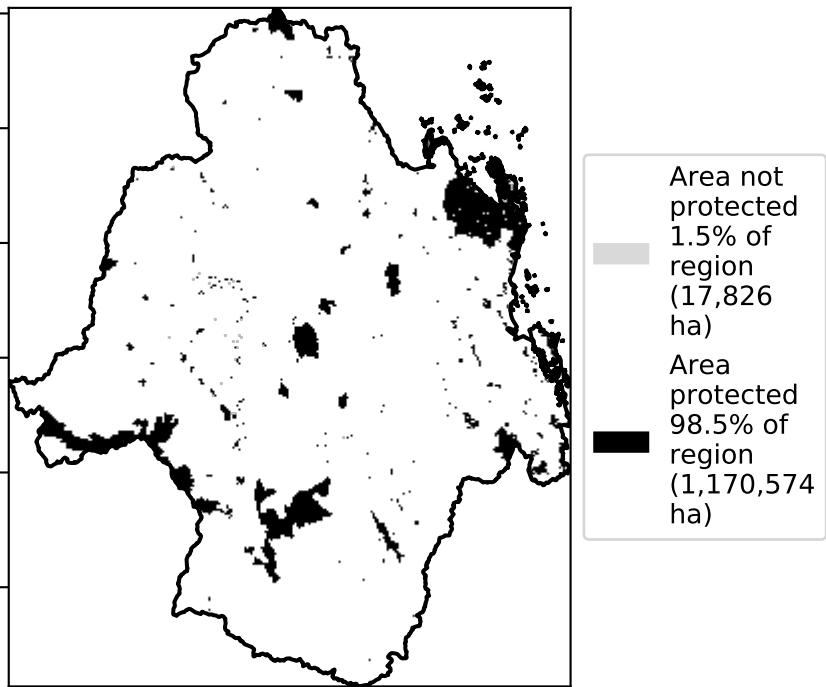 Area not
protected
1.5% of
region
(17,826
ha)
Area
protected
98.5% of
region
(1,170,574
ha)